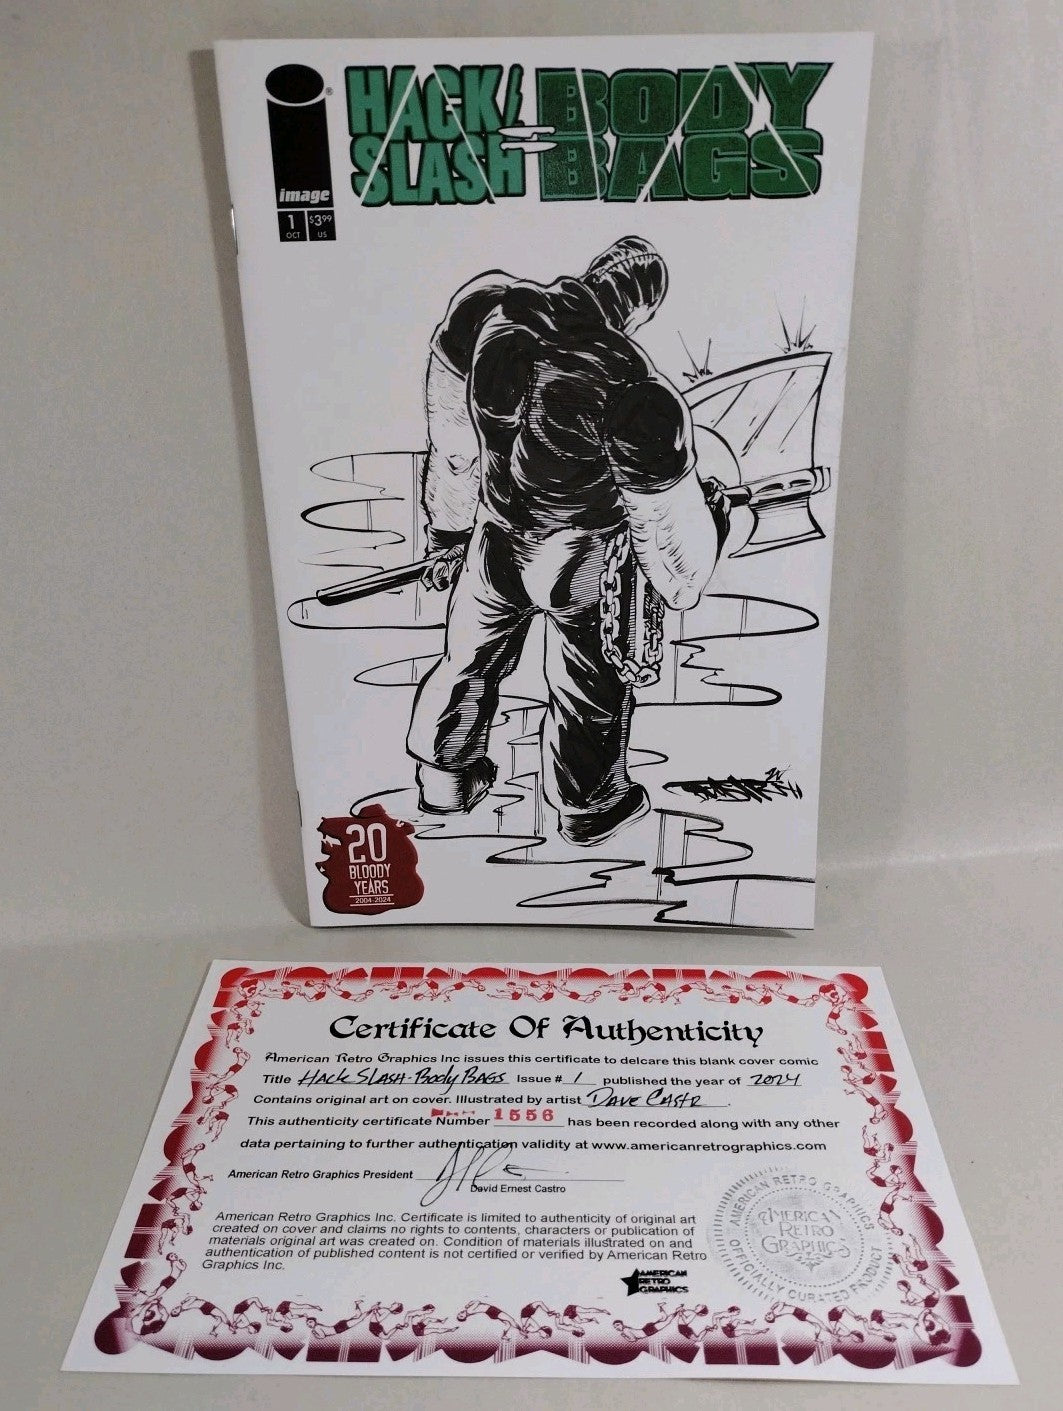 HACK/ BODY
SLASH BAGS
®
image
1 $3.99
OCT US
20
BLOODY
YEARS
2004-2024
Certificate Of Authenticity
American Retro Graphics Inc issues this certificate to delcare this blank cover comic
Title Hack Slash-Body Bags Issue # 1 published the year of 2024
Contains original art on cover. Illustrated by artist Dave Castr.
This authenticity certificate Number 1556 has been recorded along with any other
data pertaining to further authentication validity at www.americanretrographics.com
American Retro Graphics President
David Ernest Castro
American Retro Graphics Inc. Certificate is limited to authenticity of original art
created on cover and claims no rights to contents, characters or publication of
materials original art was created on. Condition of materials illustrated on and
authentication of published content is not certified or verified by American Retro
Graphics Inc.
AMERICAN
RETRO
GRAPHICS
AMERICAN RETRO GRAPHICS
AMERICAN
RETRO
GRAPHICS
OFFICIALLY CURATED PRODUCT